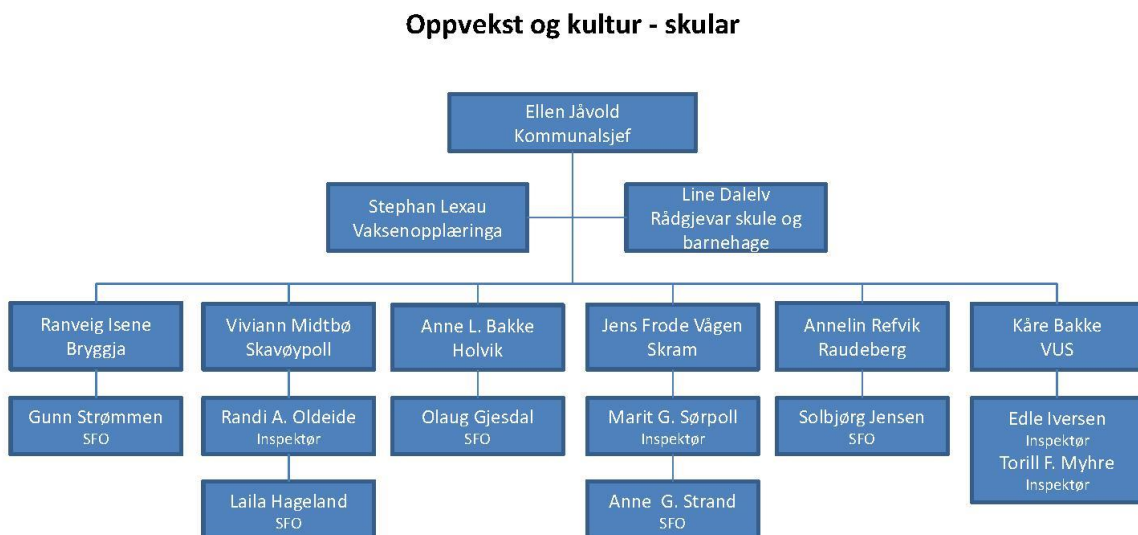 Oppvekst og kultur - skular
Ellen Jåvold
Kommunalsjef
Stephan Lexau
Vaksenopplæringa
Line Dalelv
Rådgjevar skule og
barnehage
Ranveig Isene
Bryggja
Viviann Midtbø
Skavøypoll
Anne L. Bakke
Holvik
Jens Frode Vågen
Skram
Annelin Refvik
Raudeberg
Kåre Bakke
VUS
Gunn Strømmen
SFO
Randi A. Oldeide
Inspektør
Olaug Gjesdal
SFO
Marit G. Sørpoll
Inspektør
Solbjørg Jensen
SFO
Edle Iversen
Inspektør
Torill F. Myhre
Inspektør
Laila Hageland
SFO
Anne G. Strand
SFO